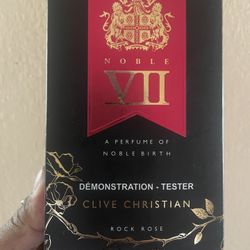 NOBLE
VII
A PERFUME OF
NOBLE BIRTH
DÉMONSTRATION - TESTER
CLIVE CHRISTIAN
ROCK ROSE